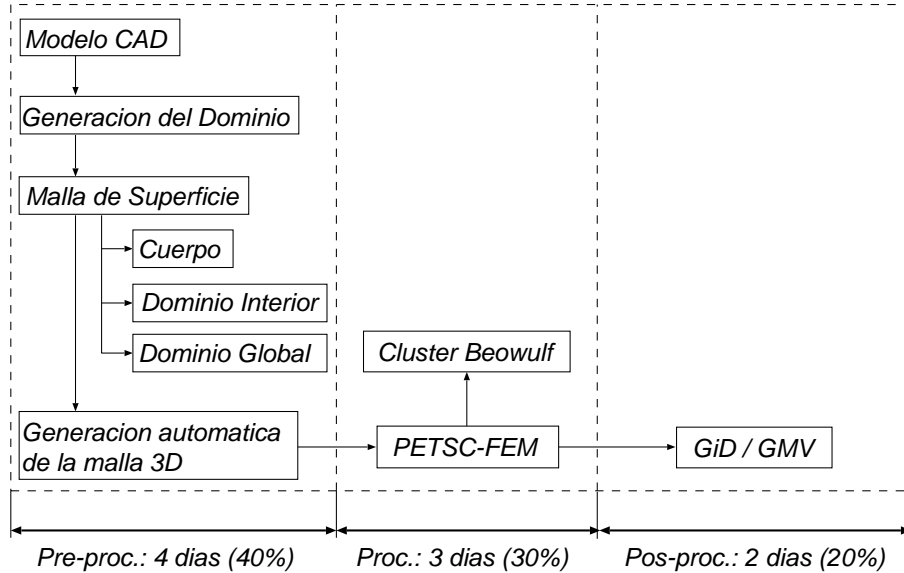 Modelo CAD
Generacion del Dominio
Malla de Superficie
Cuerpo
Dominio Interior
Dominio Global
Cluster Beowulf
Generacion automatica
de la malla 3D
PETSC-FEM
GiD / GMV
Pre-proc.: 4 dias (40%)
Proc.: 3 dias (30%)
Pos-proc.: 2 dias (20%)